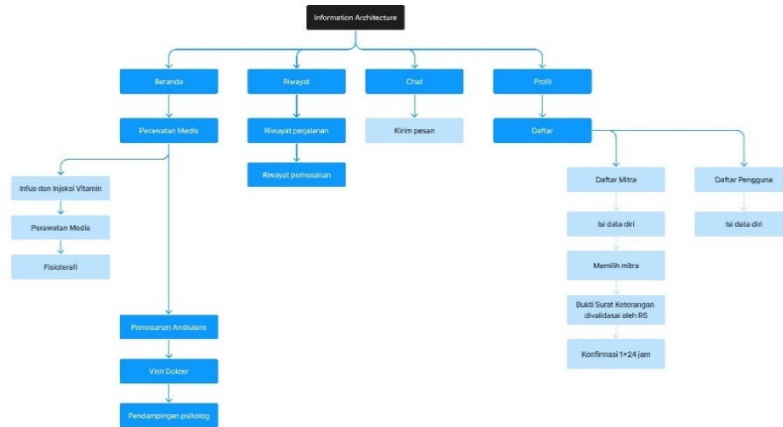 Information Architecture
Beranda
Riwayat
Chat
Profil
Perawatan Medis
Riwayat perjalanan
Kirim pesan
Daftar
Riwayat pemesanan
Infus dan Injeksi Vitamin
Perawatan Medis
Fisioterafi
Daftar Mitra
Daftar Pengguna
Isi data diri
Isi data diri
Memilih mitra
Bukti Surat Keterangan
divalidasai oleh RS
Konfirmasi 1*24 jam
Pemesanan Ambulans
Visit Dokter
Pendampingan psikolog